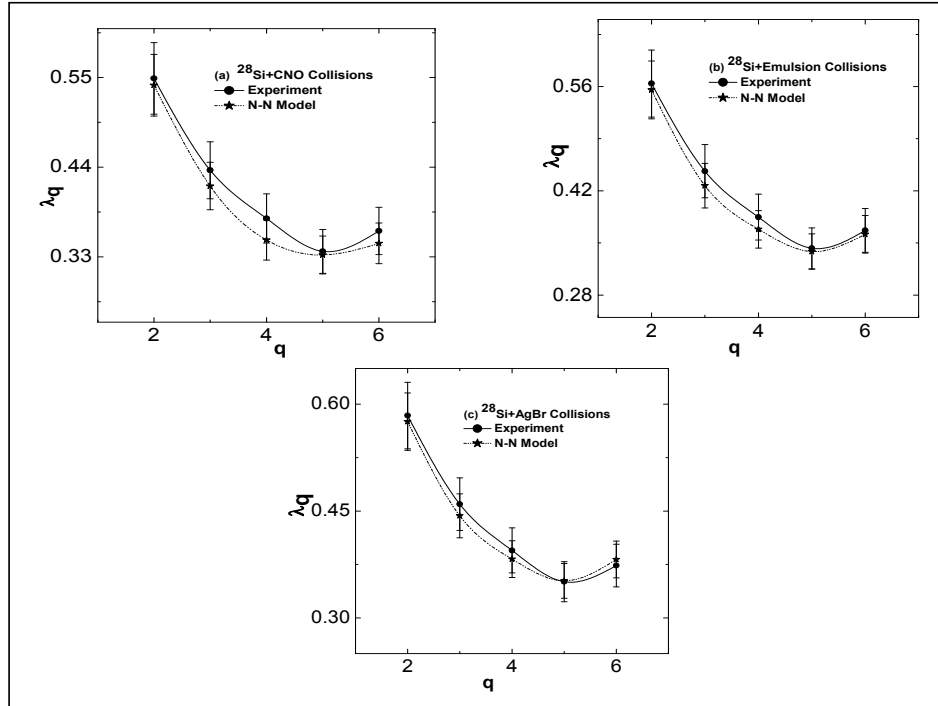 (a) ²⁸Si+CNO Collisions
Experiment
N-N Model
0.55
0.44
0.33
λq
2 4 6
q
(b) ²⁸Si+Emulsion Collisions
Experiment
N-N Model
0.56
0.42
0.28
λq
2 4 6
q
(c) ²⁸Si+AgBr Collisions
Experiment
N-N Model
0.60
0.45
0.30
λq
2 4 6
q